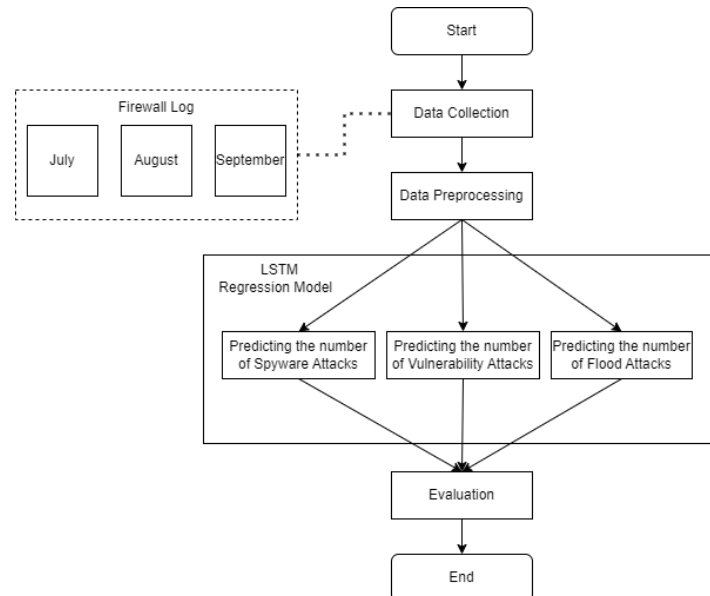 Start
Firewall Log
July
August
September
Data Collection
Data Preprocessing
LSTM
Regression Model
Predicting the number
of Spyware Attacks
Predicting the number
of Vulnerability Attacks
Predicting the number
of Flood Attacks
Evaluation
End